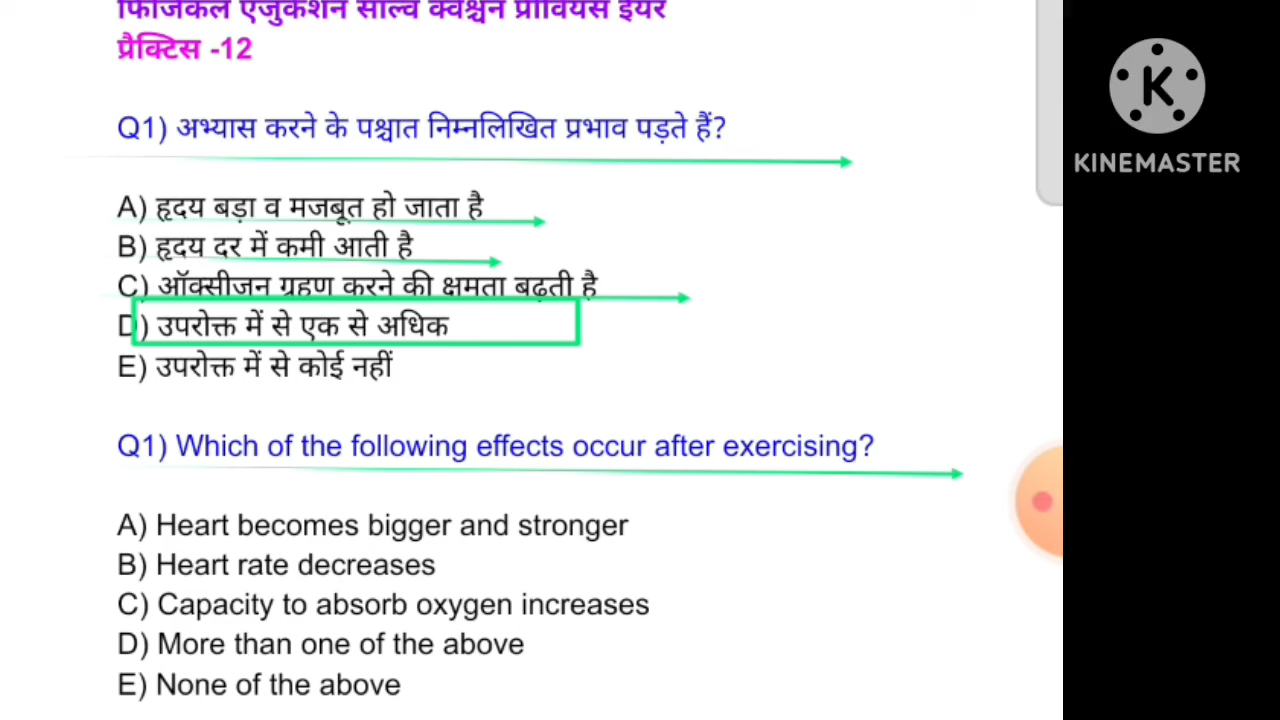 फिजिकल एजुकेशन साल्व क्वेश्चन प्रीवियस ईयर
प्रैक्टिस -12
Q1) अभ्यास करने के पश्चात निम्नलिखित प्रभाव पड़ते हैं?
A) हृदय बड़ा व मजबूत हो जाता है
B) हृदय दर में कमी आती है
C) ऑक्सीजन ग्रहण करने की क्षमता बढ़ती है
D) उपरोक्त में से एक से अधिक
E) उपरोक्त में से कोई नहीं
Q1) Which of the following effects occur after exercising?
A) Heart becomes bigger and stronger
B) Heart rate decreases
C) Capacity to absorb oxygen increases
D) More than one of the above
E) None of the above
K
KINEMASTER